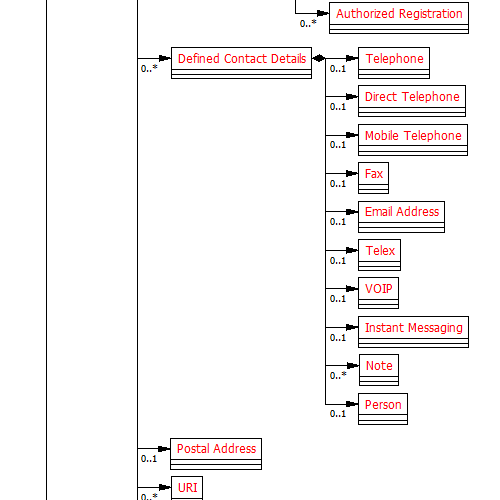 Authorized Registration
0..*
Defined Contact Details
0..*
Telephone
0..1
Direct Telephone
0..1
Mobile Telephone
0..1
Fax
0..1
Email Address
0..1
Telex
0..1
VOIP
0..1
Instant Messaging
0..1
Note
0..*
Person
0..1
Postal Address
0..1
URI
0..*